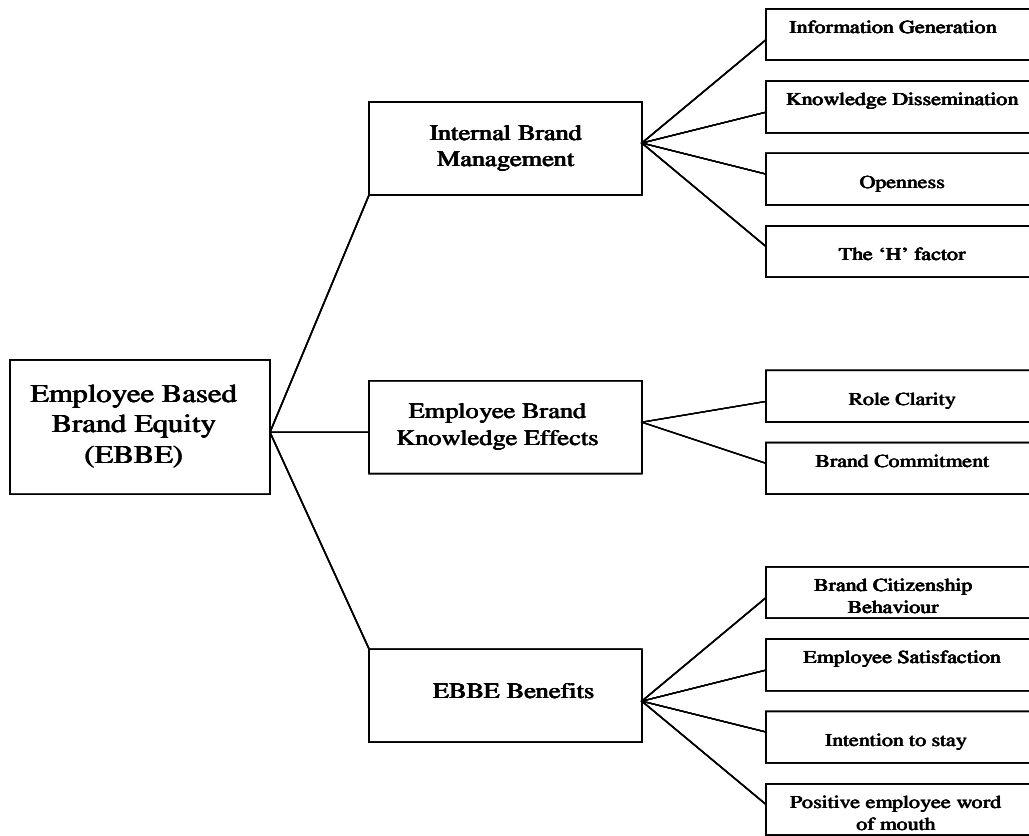 Employee Based
Brand Equity
(EBBE)
Internal Brand
Management
Information Generation
Knowledge Dissemination
Openness
The ‘H’ factor
Employee Brand
Knowledge Effects
Role Clarity
Brand Commitment
EBBE Benefits
Brand Citizenship
Behaviour
Employee Satisfaction
Intention to stay
Positive employee word
of mouth